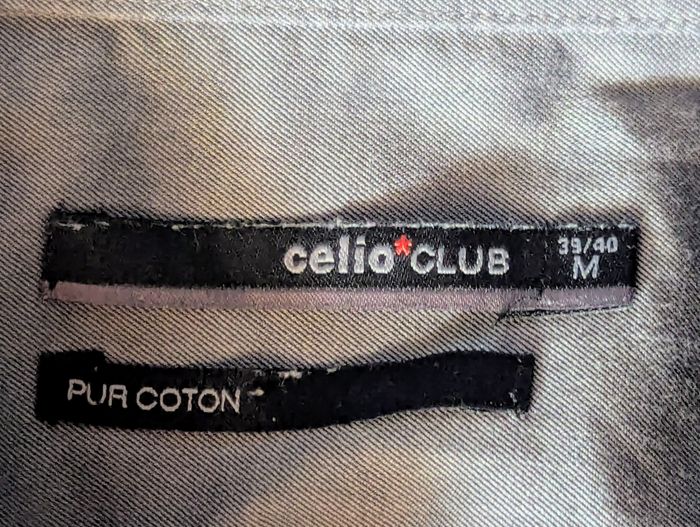 celio*CLUB
39/40
M
PUR COTON